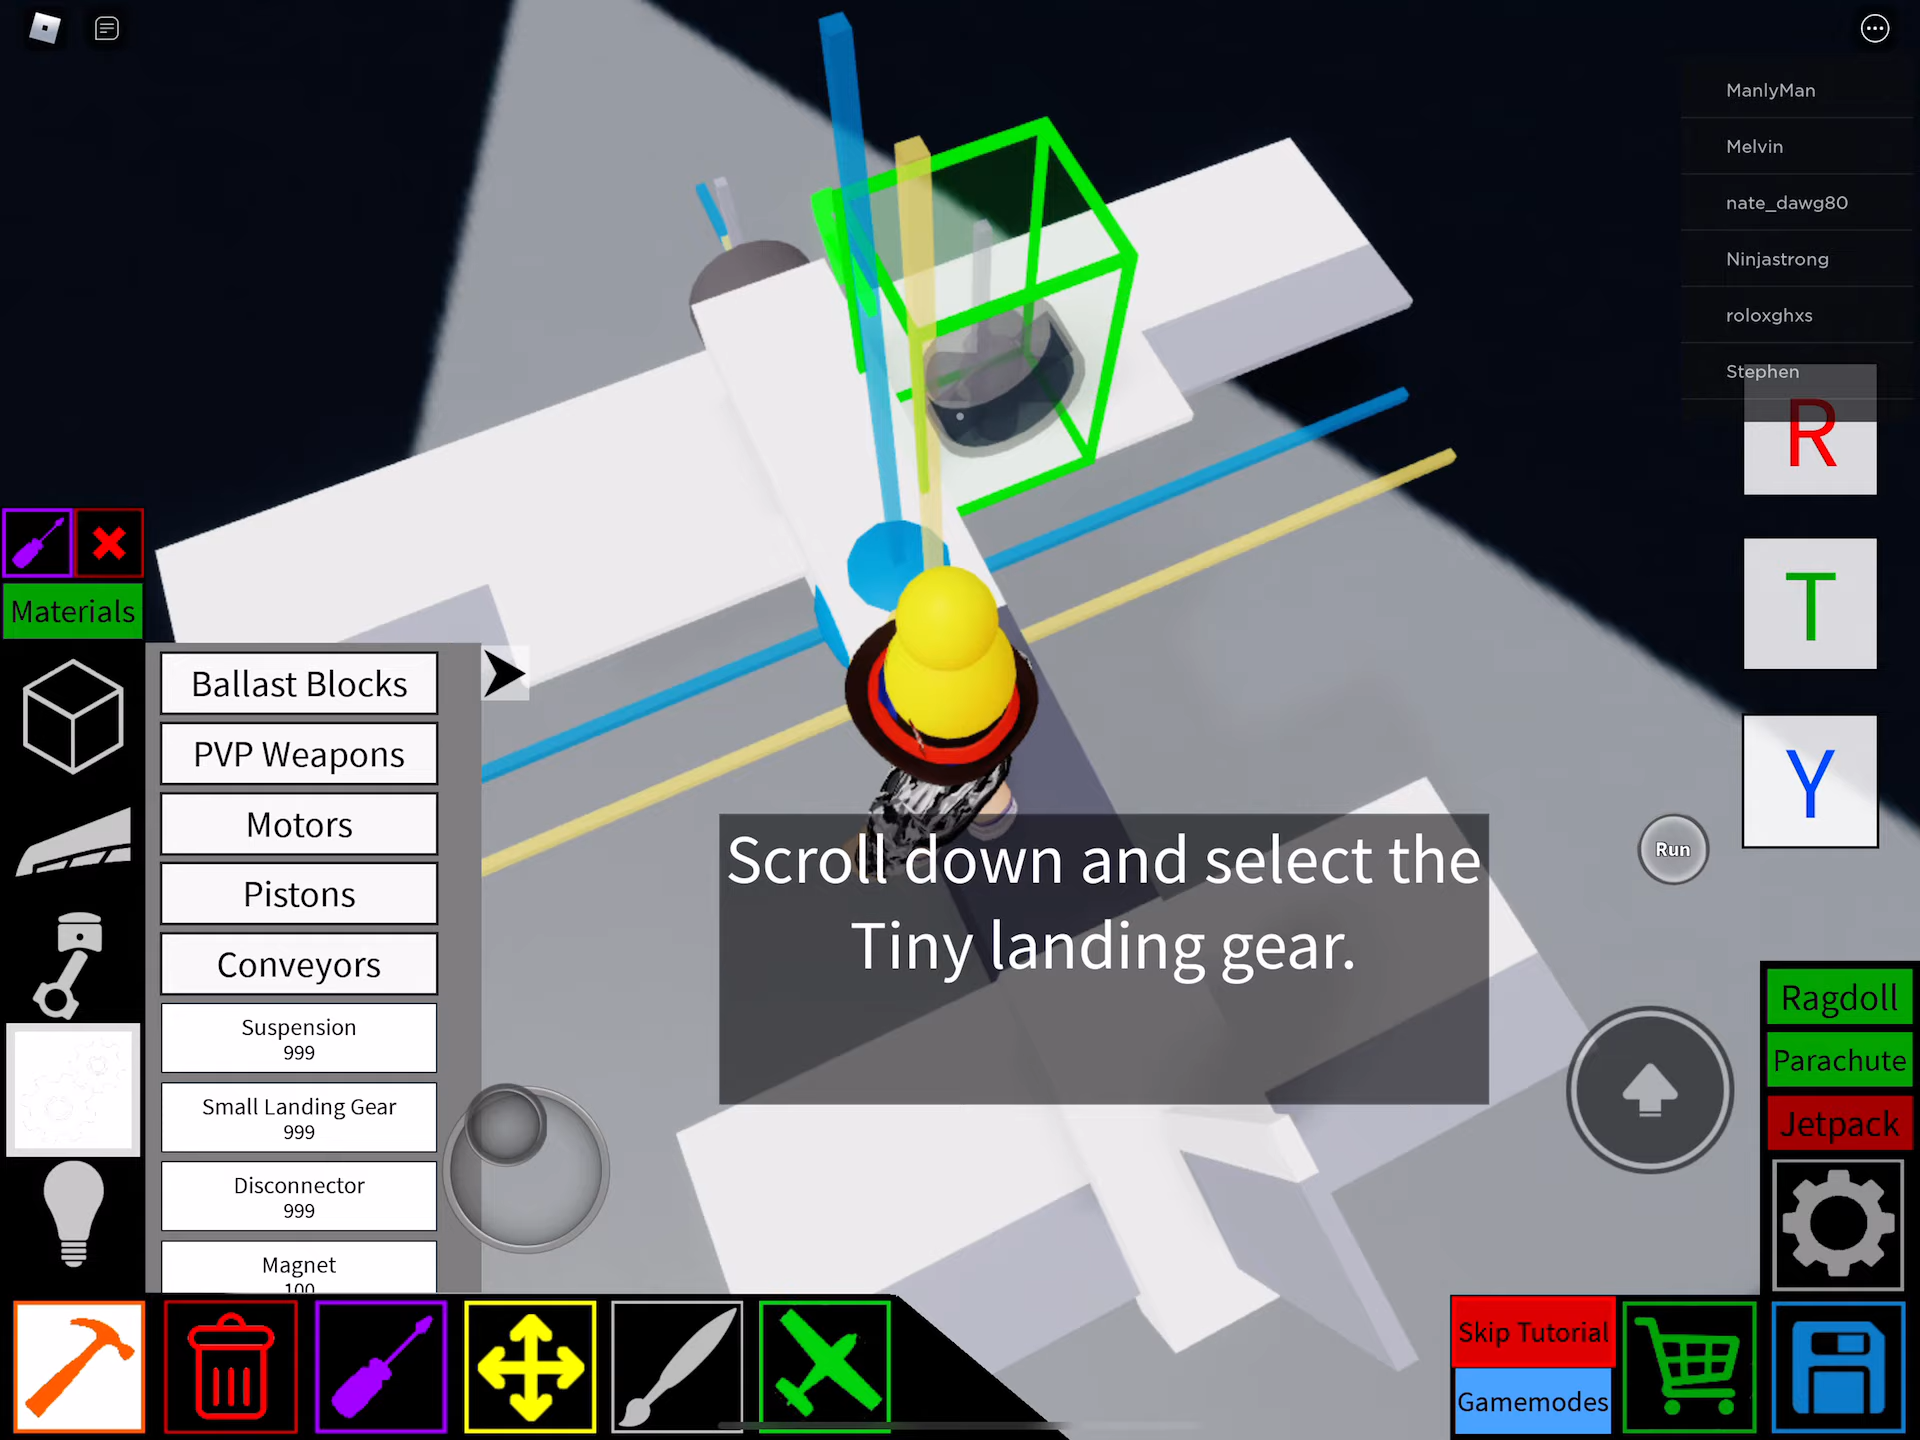 ManlyMan
Melvin
nate_dawg80
Ninjastrong
roloxghxs
Stephen
R
T
Y
Run
Materials
Ballast Blocks
PVP Weapons
Motors
Pistons
Conveyors
Suspension
999
Small Landing Gear
999
Disconnector
999
Magnet
100
Scroll down and select the
Tiny landing gear.
Ragdoll
Parachute
Jetpack
Skip Tutorial
Gamemodes